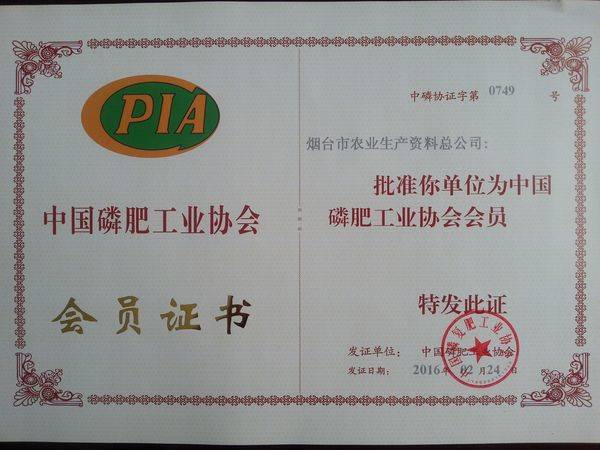 PIA
中国磷肥工业协会
会员证书
中磷协证字第 0749 号
烟台市农业生产资料总公司:
批准你单位为中国
磷肥工业协会会员
特发此证
发证单位: 中国磷肥工业协会
发证日期: 2016年02月24日